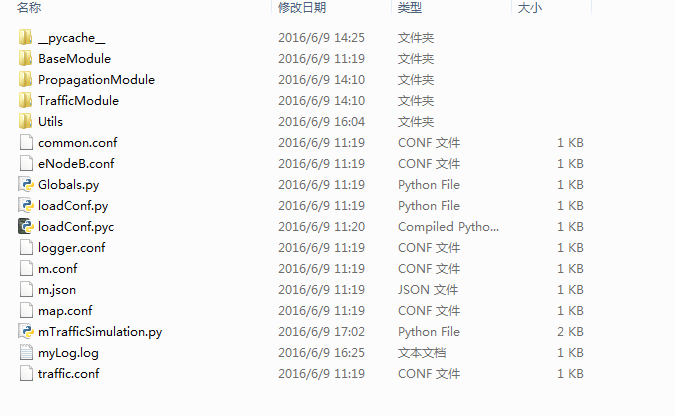 名称 修改日期 类型 大小
__pycache__ 2016/6/9 14:25 文件夹
BaseModule 2016/6/9 11:19 文件夹
PropagationModule 2016/6/9 14:10 文件夹
TrafficModule 2016/6/9 14:10 文件夹
Utils 2016/6/9 16:04 文件夹
common.conf 2016/6/9 11:19 CONF 文件 1 KB
eNodeB.conf 2016/6/9 11:19 CONF 文件 1 KB
Globals.py 2016/6/9 11:19 Python File 1 KB
loadConf.py 2016/6/9 11:19 Python File 1 KB
loadConf.pyc 2016/6/9 11:20 Compiled Pytho... 1 KB
logger.conf 2016/6/9 11:19 CONF 文件 1 KB
m.conf 2016/6/9 11:19 CONF 文件 1 KB
m.json 2016/6/9 11:19 JSON 文件 1 KB
map.conf 2016/6/9 11:19 CONF 文件 1 KB
mTrafficSimulation.py 2016/6/9 17:02 Python File 2 KB
myLog.log 2016/6/9 16:25 文本文档 1 KB
traffic.conf 2016/6/9 11:19 CONF 文件 1 KB